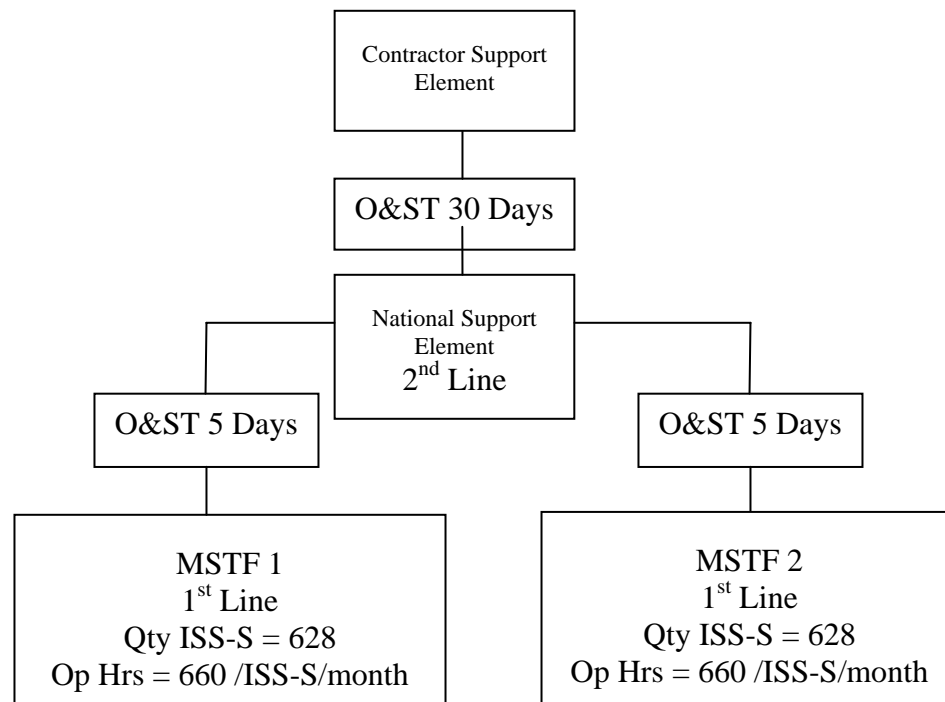 Contractor Support
Element
O&ST 30 Days
National Support
Element
2nd Line
O&ST 5 Days
O&ST 5 Days
MSTF 1
1st Line
Qty ISS-S = 628
Op Hrs = 660 /ISS-S/month
MSTF 2
1st Line
Qty ISS-S = 628
Op Hrs = 660 /ISS-S/month